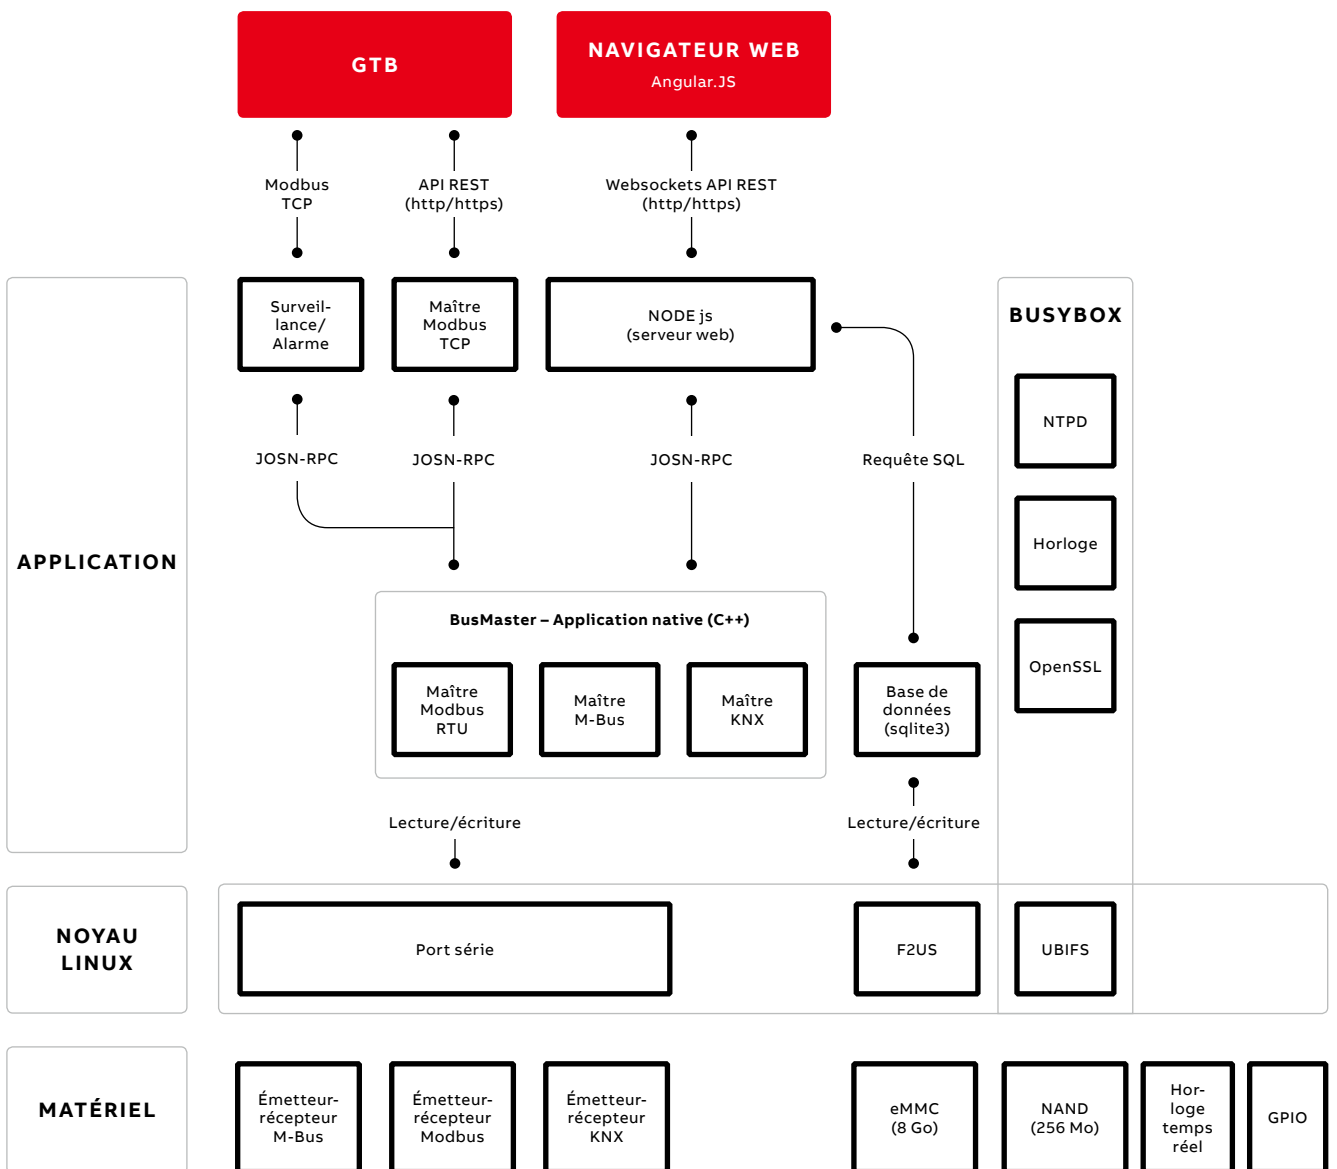 GTB
NAVIGATEUR WEB
Angular.JS
Modbus
TCP
API REST
(http/https)
Websockets API REST
(http/https)
APPLICATION
Surveil-
lance/
Alarme
Maître
Modbus
TCP
NODE js
(serveur web)
BUSYBOX
NTPD
Horloge
OpenSSL
JOSN-RPC
JOSN-RPC
JOSN-RPC
Requête SQL
BusMaster – Application native (C++)
Maître
Modbus
RTU
Maître
M-Bus
Maître
KNX
Base de
données
(sqlite3)
Lecture/écriture
Lecture/écriture
NOYAU
LINUX
Port série
F2US
UBIFS
MATÉRIEL
Émetteur-
récepteur
M-Bus
Émetteur-
récepteur
Modbus
Émetteur-
récepteur
KNX
eMMC
(8 Go)
NAND
(256 Mo)
Hor-
loge
temps
réel
GPIO